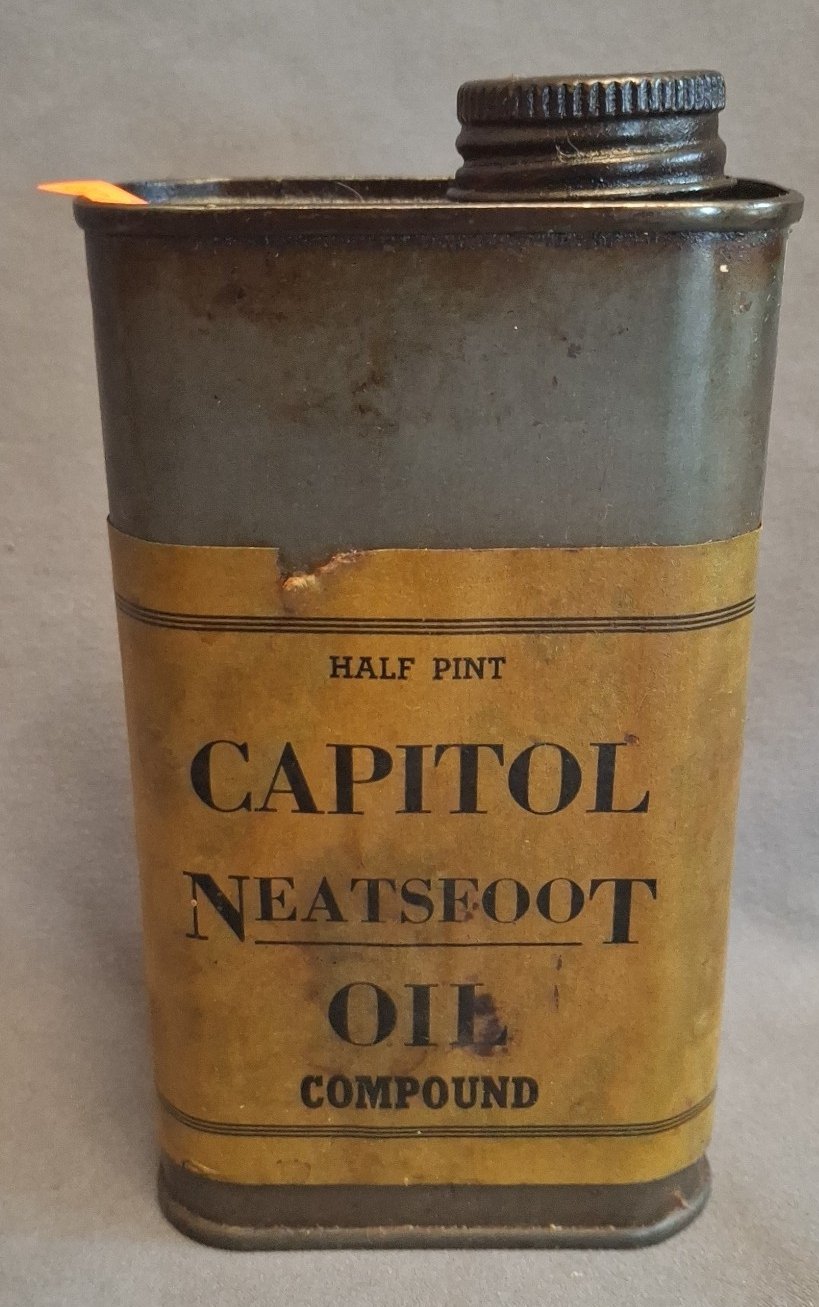 HALF PINT
CAPITOL
NEATSFOOT
OIL
COMPOUND